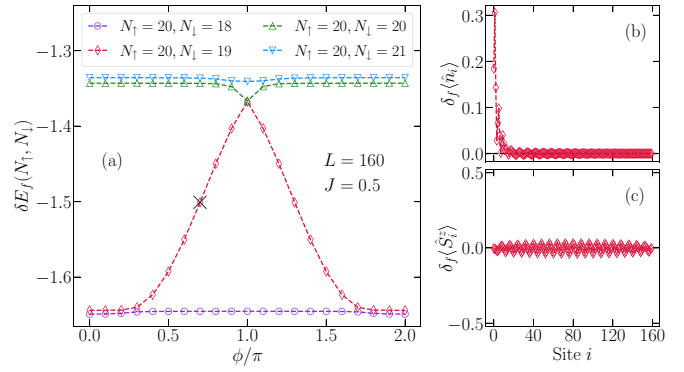 N↑ = 20, N↓ = 18
N↑ = 20, N↓ = 20
N↑ = 20, N↓ = 19
N↑ = 20, N↓ = 21
(a)
L = 160
J = 0.5
δE_f(N↑, N↓)
−1.3
−1.4
−1.5
−1.6
0.0 0.5 1.0 1.5 2.0
ϕ/π
(b)
δ_f⟨n̂_i⟩
0.3
0.2
0.1
0.0
(c)
δ_f⟨Ŝ_i^z⟩
0.5
0.0
−0.5
0 40 80 120 160
Site i